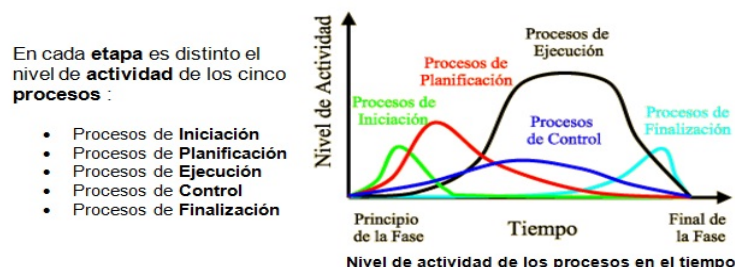 En cada etapa es distinto el
nivel de actividad de los cinco
procesos :
• Procesos de Iniciación
• Procesos de Planificación
• Procesos de Ejecución
• Procesos de Control
• Procesos de Finalización
Nivel de Actividad
Procesos de
Ejecución
Procesos de
Planificación
Procesos de
Iniciación
Procesos
de Control
Procesos de
Finalización
Principio
de la Fase
Tiempo
Final de
la Fase
Nivel de actividad de los procesos en el tiempo